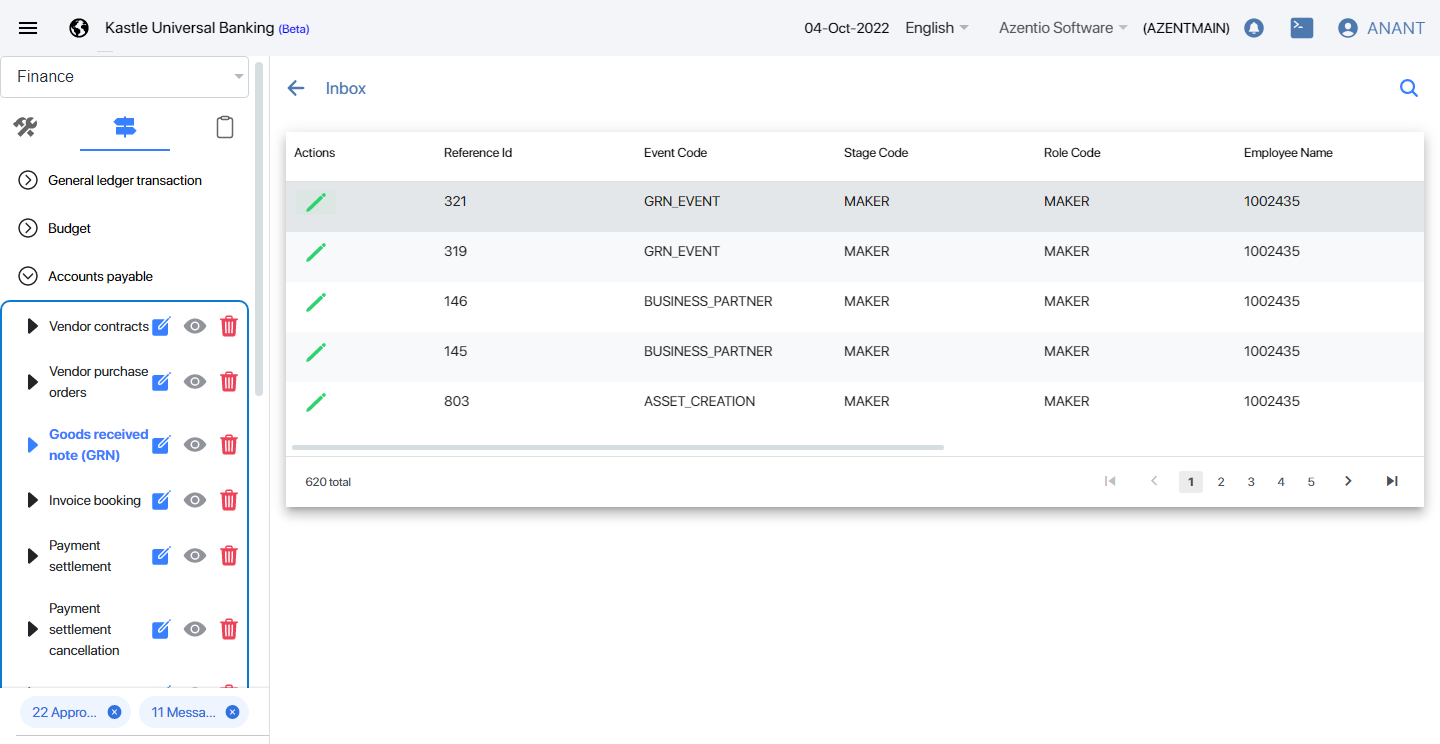 Kastle Universal Banking (Beta)
04-Oct-2022 English Azentio Software (AZENTMAIN) ANANT
Finance
General ledger transaction
Budget
Accounts payable
Vendor contracts
Vendor purchase
orders
Goods received
note (GRN)
Invoice booking
Payment
settlement
Payment
settlement
cancellation
22 Appro... 11 Messa...
Inbox
Actions Reference Id Event Code Stage Code Role Code Employee Name
321 GRN_EVENT MAKER MAKER 1002435
319 GRN_EVENT MAKER MAKER 1002435
146 BUSINESS_PARTNER MAKER MAKER 1002435
145 BUSINESS_PARTNER MAKER MAKER 1002435
803 ASSET_CREATION MAKER MAKER 1002435
620 total 1 2 3 4 5